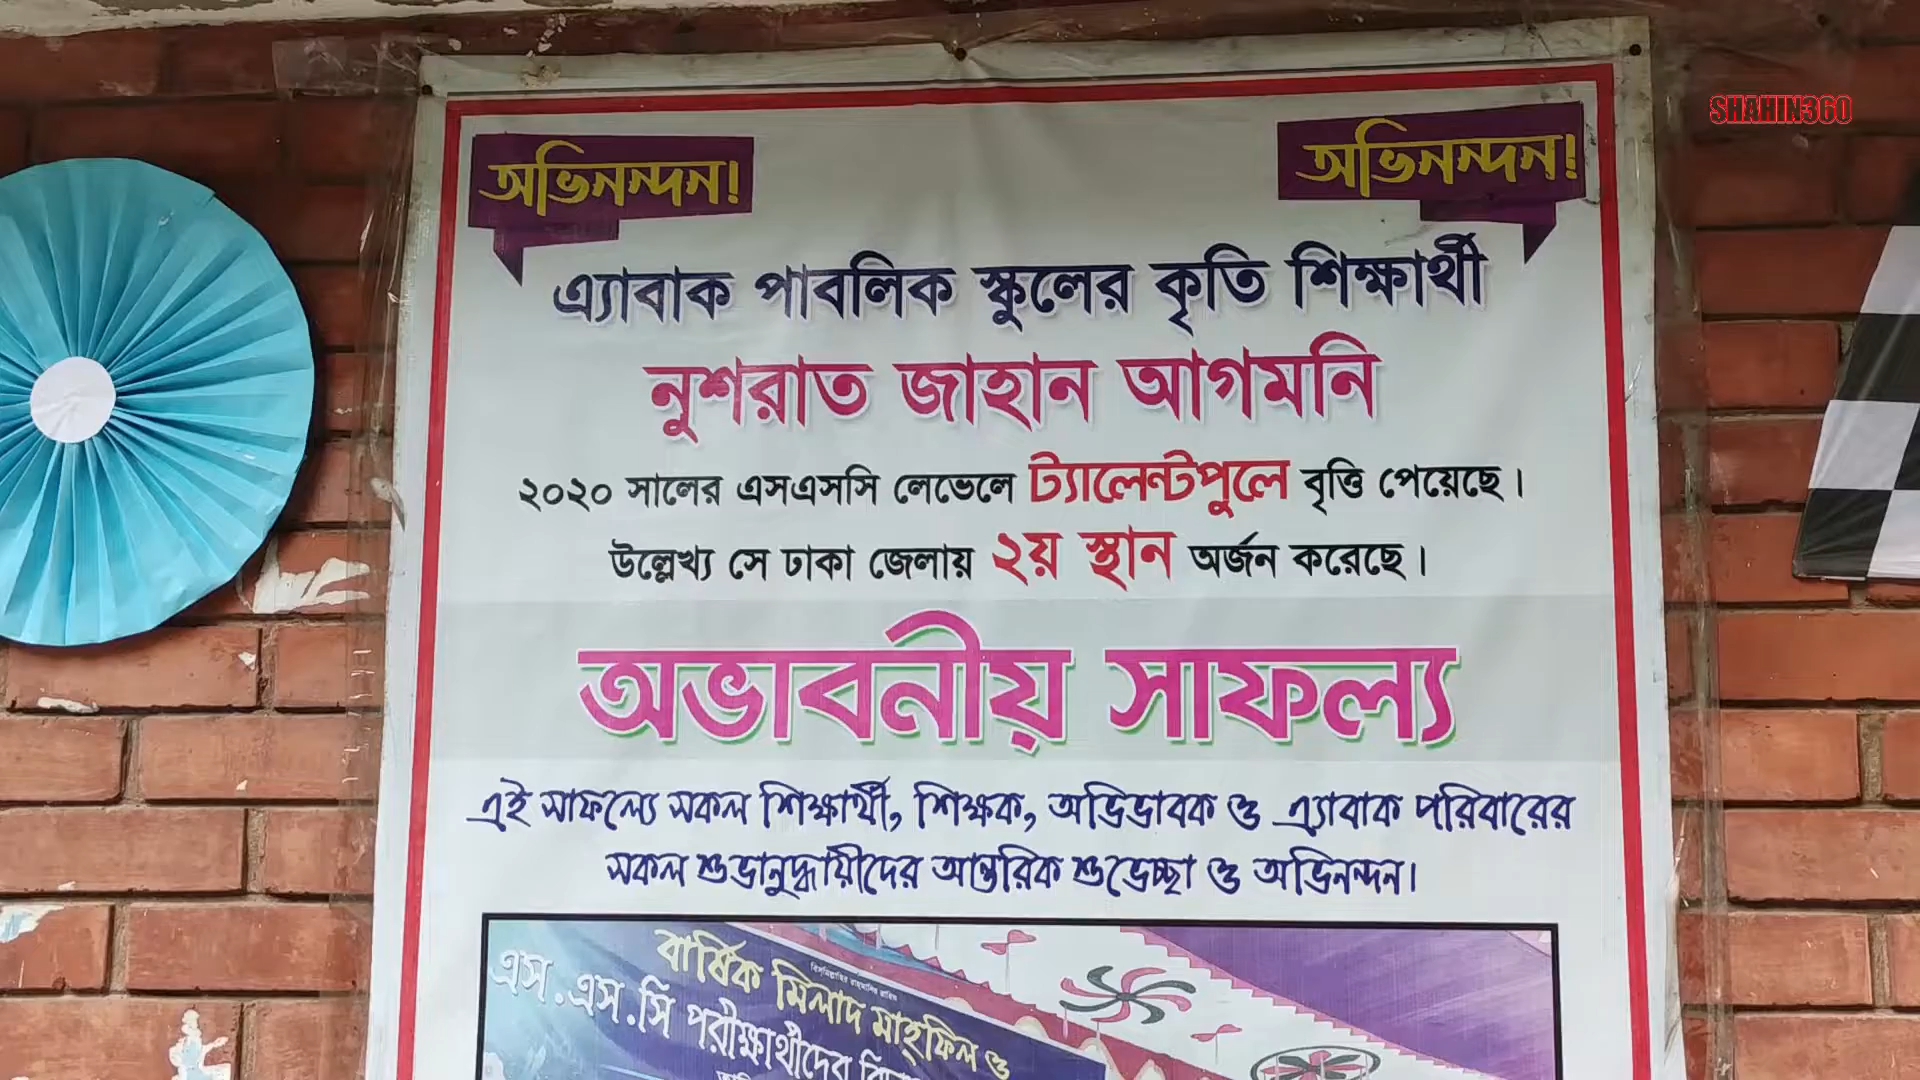 SHAHIN360
অভিনন্দন! অভিনন্দন!
এ্যাবাক পাবলিক স্কুলের কৃতি শিক্ষার্থী
নুশরাত জাহান আগমনি
২০২০ সালের এসএসসি লেভেলে ট্যালেন্টপুলে বৃত্তি পেয়েছে।
উল্লেখ্য সে ঢাকা জেলায় ২য় স্থান অর্জন করেছে।
অভাবনীয় সাফল্য
এই সাফল্যে সকল শিক্ষার্থী, শিক্ষক, অভিভাবক ও এ্যাবাক পরিবারের
সকল শুভানুদ্ধায়ীদের আন্তরিক শুভেচ্ছা ও অভিনন্দন।
বার্ষিক মিলাদ মাহ্ফিল ও
এস.এস.সি পরীক্ষার্থীদের